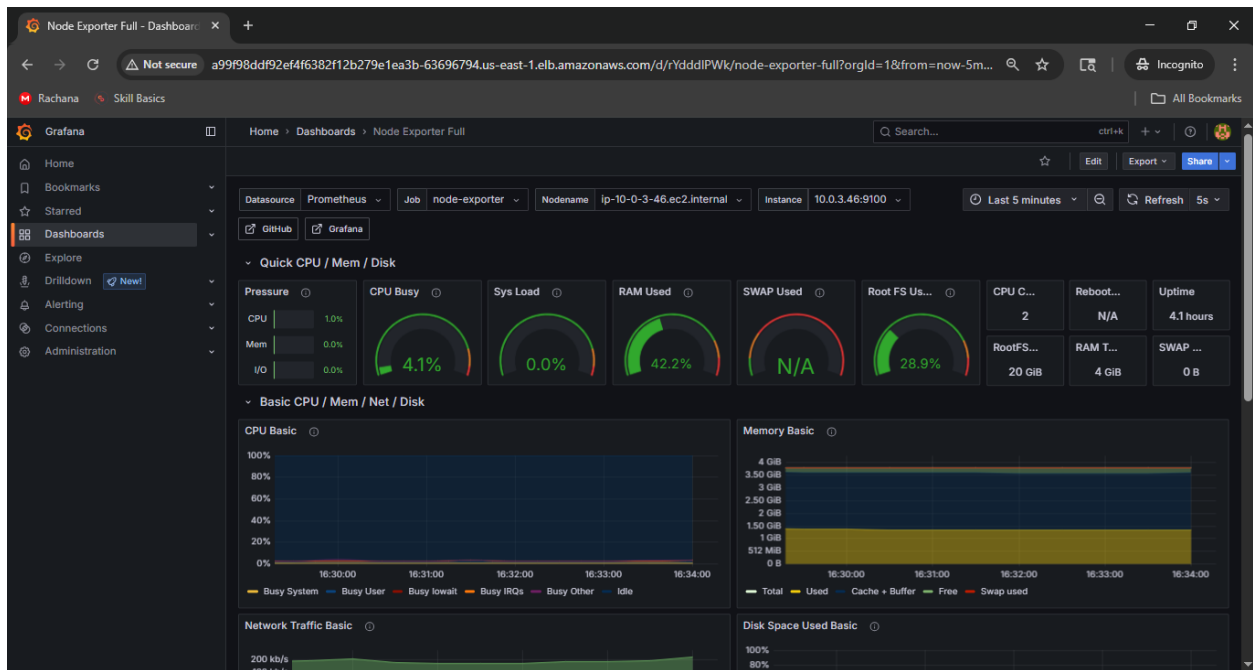 Node Exporter Full - Dashboard
Not secure a99f98ddf92ef4f6382f12b279e1ea3b-63696794.us-east-1.elb.amazonaws.com/d/rYdddlPWk/node-exporter-full?orgId=1&from=now-5m... Incognito
Rachana Skill Basics All Bookmarks
Grafana Home › Dashboards › Node Exporter Full Search... ctrl+k
Home
Bookmarks
Starred
Dashboards
Explore
Drilldown New!
Alerting
Connections
Administration
Edit Export Share
Datasource Prometheus Job node-exporter Nodename ip-10-0-3-46.ec2.internal Instance 10.0.3.46:9100 Last 5 minutes Refresh 5s
GitHub Grafana
Quick CPU / Mem / Disk
Pressure
CPU 1.0%
Mem 0.0%
I/O 0.0%
CPU Busy
4.1%
Sys Load
0.0%
RAM Used
42.2%
SWAP Used
N/A
Root FS Us...
28.9%
CPU C...
2
Reboot...
N/A
Uptime
4.1 hours
RootFS...
20 GiB
RAM T...
4 GiB
SWAP ...
0 B
Basic CPU / Mem / Net / Disk
CPU Basic
100%
80%
60%
40%
20%
0%
16:30:00 16:31:00 16:32:00 16:33:00 16:34:00
Busy System Busy User Busy Iowait Busy IRQs Busy Other Idle
Memory Basic
4 GiB
3.50 GiB
3 GiB
2.50 GiB
2 GiB
1.50 GiB
1 GiB
512 MiB
0 B
16:30:00 16:31:00 16:32:00 16:33:00 16:34:00
Total Used Cache + Buffer Free Swap used
Network Traffic Basic
200 kb/s
Disk Space Used Basic
100%
80%